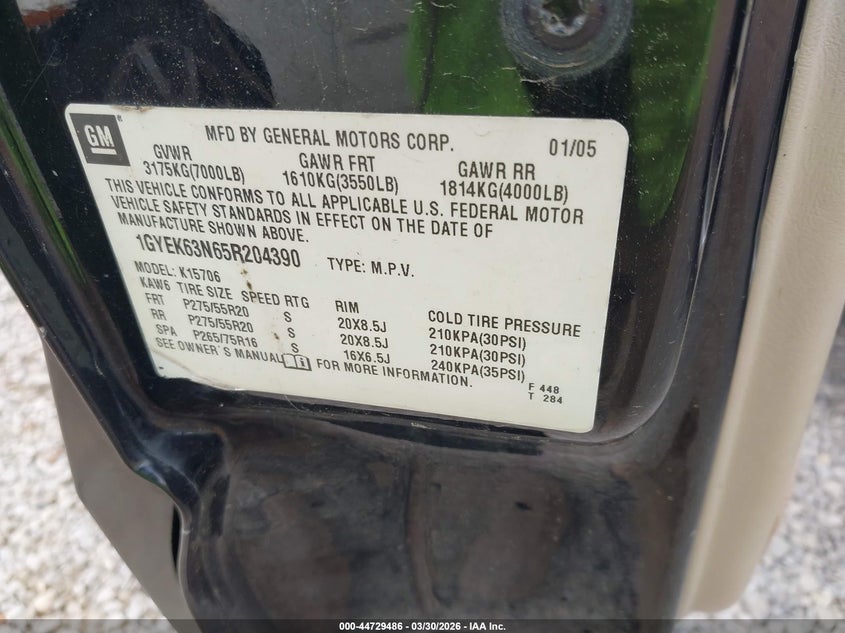 GM
MFD BY GENERAL MOTORS CORP. 01/05
GVWR GAWR FRT GAWR RR
3175KG(7000LB) 1610KG(3550LB) 1814KG(4000LB)
THIS VEHICLE CONFORMS TO ALL APPLICABLE U.S. FEDERAL MOTOR
VEHICLE SAFETY STANDARDS IN EFFECT ON THE DATE OF
MANUFACTURE SHOWN ABOVE.
1GYEK63N65R204390 TYPE: M.P.V.
MODEL: K15706
KAW6 TIRE SIZE SPEED RTG RIM COLD TIRE PRESSURE
FRT P275/55R20 S 20X8.5J 210KPA(30PSI)
RR P275/55R20 S 20X8.5J 210KPA(30PSI)
SPA P265/75R16 S 16X6.5J 240KPA(35PSI)
SEE OWNER'S MANUAL FOR MORE INFORMATION.
F 448
T 284
000-44729486 - 03/30/2026 - IAA Inc.